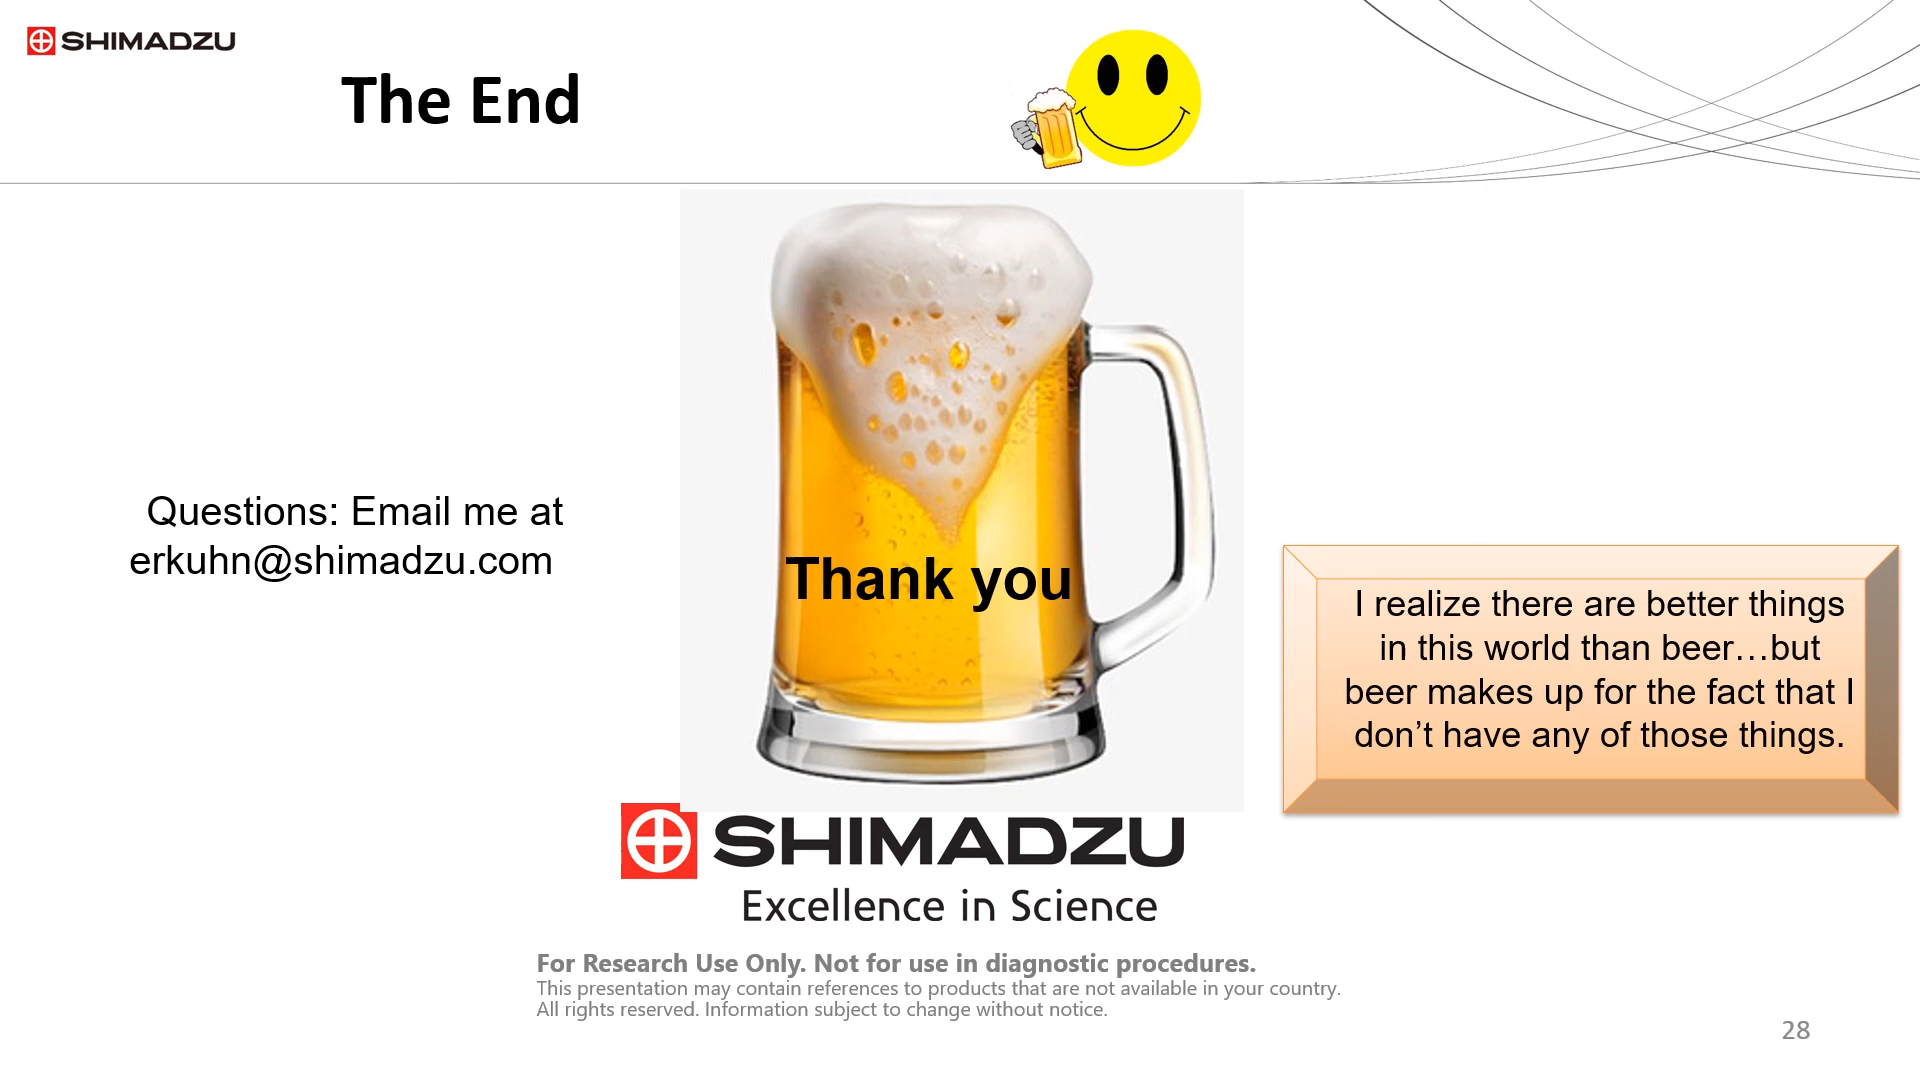 SHIMADZU
The End
Questions: Email me at
erkuhn@shimadzu.com
Thank you
I realize there are better things
in this world than beer…but
beer makes up for the fact that I
don’t have any of those things.
SHIMADZU
Excellence in Science
For Research Use Only. Not for use in diagnostic procedures.
This presentation may contain references to products that are not available in your country.
All rights reserved. Information subject to change without notice.
28